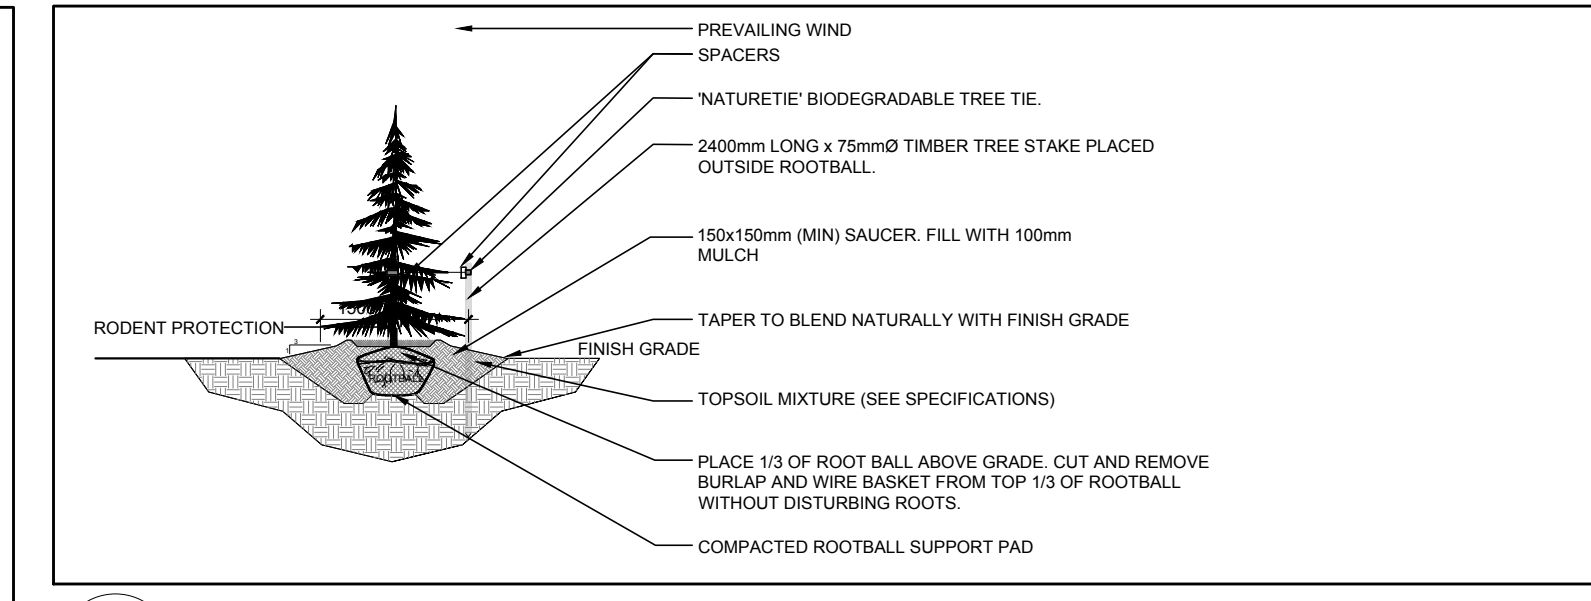 PREVAILING WIND
SPACERS
'NATURETIE' BIODEGRADABLE TREE TIE.
2400mm LONG x 75mmØ TIMBER TREE STAKE PLACED
OUTSIDE ROOTBALL.
150x150mm (MIN) SAUCER. FILL WITH 100mm
MULCH
RODENT PROTECTION
TAPER TO BLEND NATURALLY WITH FINISH GRADE
3
1
FINISH GRADE
ROOTBALL
TOPSOIL MIXTURE (SEE SPECIFICATIONS)
PLACE 1/3 OF ROOT BALL ABOVE GRADE. CUT AND REMOVE
BURLAP AND WIRE BASKET FROM TOP 1/3 OF ROOTBALL
WITHOUT DISTURBING ROOTS.
COMPACTED ROOTBALL SUPPORT PAD